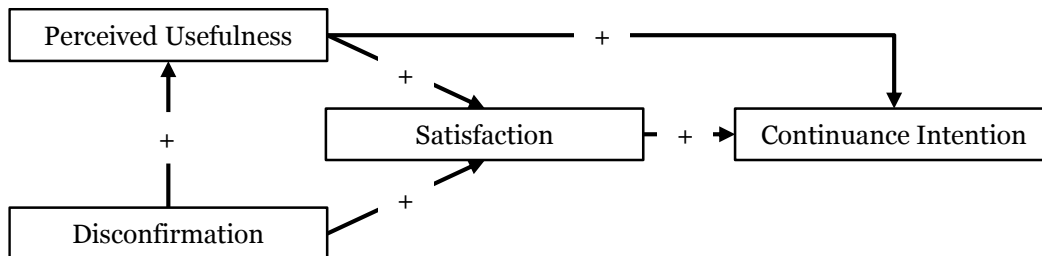 Perceived Usefulness
+
+
+
Satisfaction
+
Continuance Intention
+
Disconfirmation